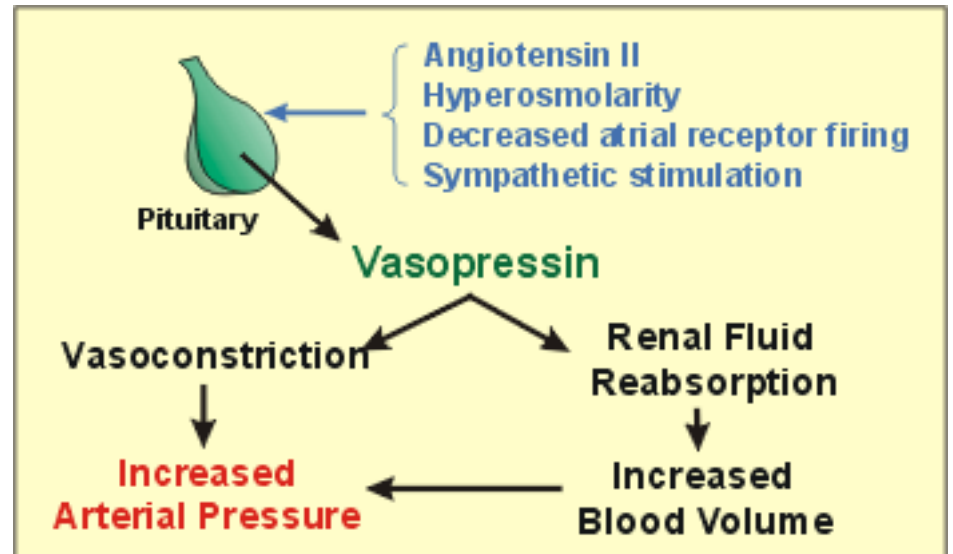 Angiotensin II
Hyperosmolarity
Decreased atrial receptor firing
Sympathetic stimulation
Pituitary
Vasopressin
Vasoconstriction
Renal Fluid
Reabsorption
Increased
Arterial Pressure
Increased
Blood Volume